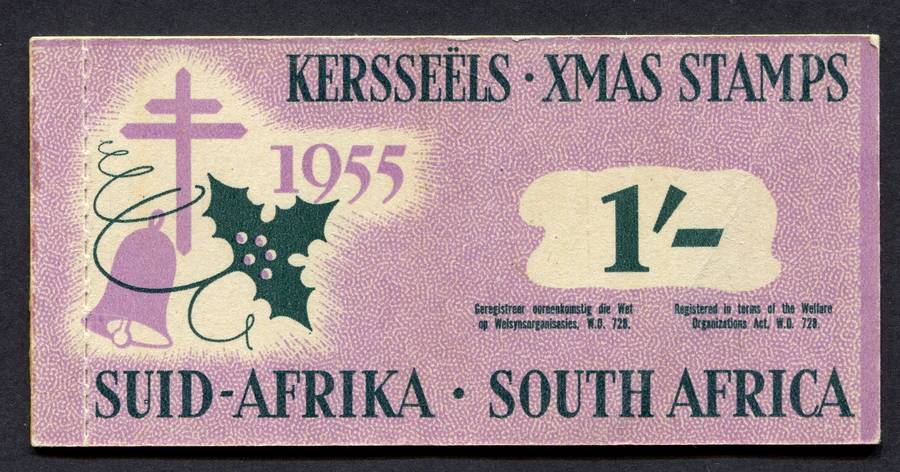 KERSSEËLS · XMAS STAMPS
1955
1′-
Geregistreer ooreenkomstig die Wet
op Welsynsorganisasies, W.O. 728.
Registered in terms of the Welfare
Organizations Act, W.O. 728.
SUID-AFRIKA · SOUTH AFRICA